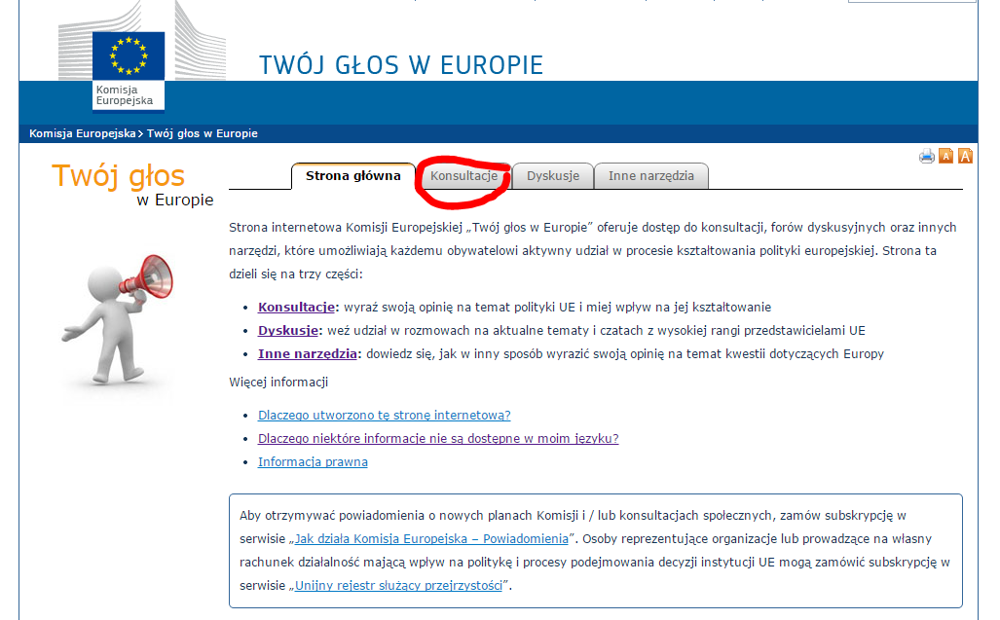 Komisja
Europejska
TWÓJ GŁOS W EUROPIE
Komisja Europejska > Twój głos w Europie
A A
Twój głos
w Europie
Strona główna Konsultacje Dyskusje Inne narzędzia
Strona internetowa Komisji Europejskiej „Twój głos w Europie” oferuje dostęp do konsultacji, forów dyskusyjnych oraz innych
narzędzi, które umożliwiają każdemu obywatelowi aktywny udział w procesie kształtowania polityki europejskiej. Strona ta
dzieli się na trzy części:
• Konsultacje: wyraź swoją opinię na temat polityki UE i miej wpływ na jej kształtowanie
• Dyskusje: weź udział w rozmowach na aktualne tematy i czatach z wysokiej rangi przedstawicielami UE
• Inne narzędzia: dowiedz się, jak w inny sposób wyrazić swoją opinię na temat kwestii dotyczących Europy
Więcej informacji
• Dlaczego utworzono tę stronę internetową?
• Dlaczego niektóre informacje nie są dostępne w moim języku?
• Informacja prawna
Aby otrzymywać powiadomienia o nowych planach Komisji i / lub konsultacjach społecznych, zamów subskrypcję w
serwisie „Jak działa Komisja Europejska – Powiadomienia”. Osoby reprezentujące organizacje lub prowadzące na własny
rachunek działalność mającą wpływ na politykę i procesy podejmowania decyzji instytucji UE mogą zamówić subskrypcję w
serwisie „Unijny rejestr służący przejrzystości”.